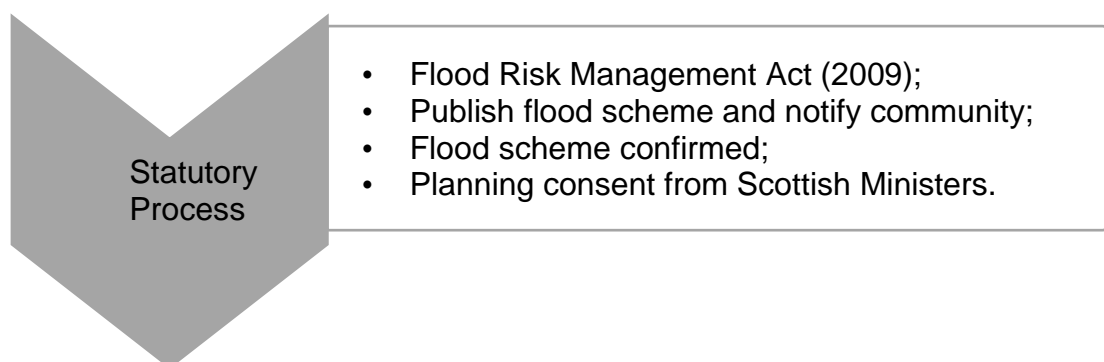 Statutory
Process
• Flood Risk Management Act (2009);
• Publish flood scheme and notify community;
• Flood scheme confirmed;
• Planning consent from Scottish Ministers.